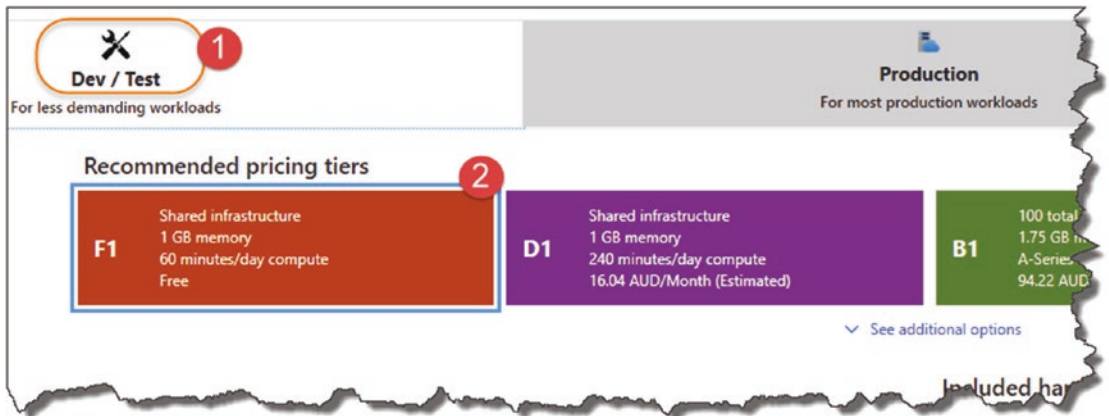 1
Dev / Test
For less demanding workloads
Production
For most production workloads
Recommended pricing tiers
2
F1
Shared infrastructure
1 GB memory
60 minutes/day compute
Free
D1
Shared infrastructure
1 GB memory
240 minutes/day compute
16.04 AUD/Month (Estimated)
B1
100 total
1.75 GB
A-Series
94.22 AUD
See additional options
Included